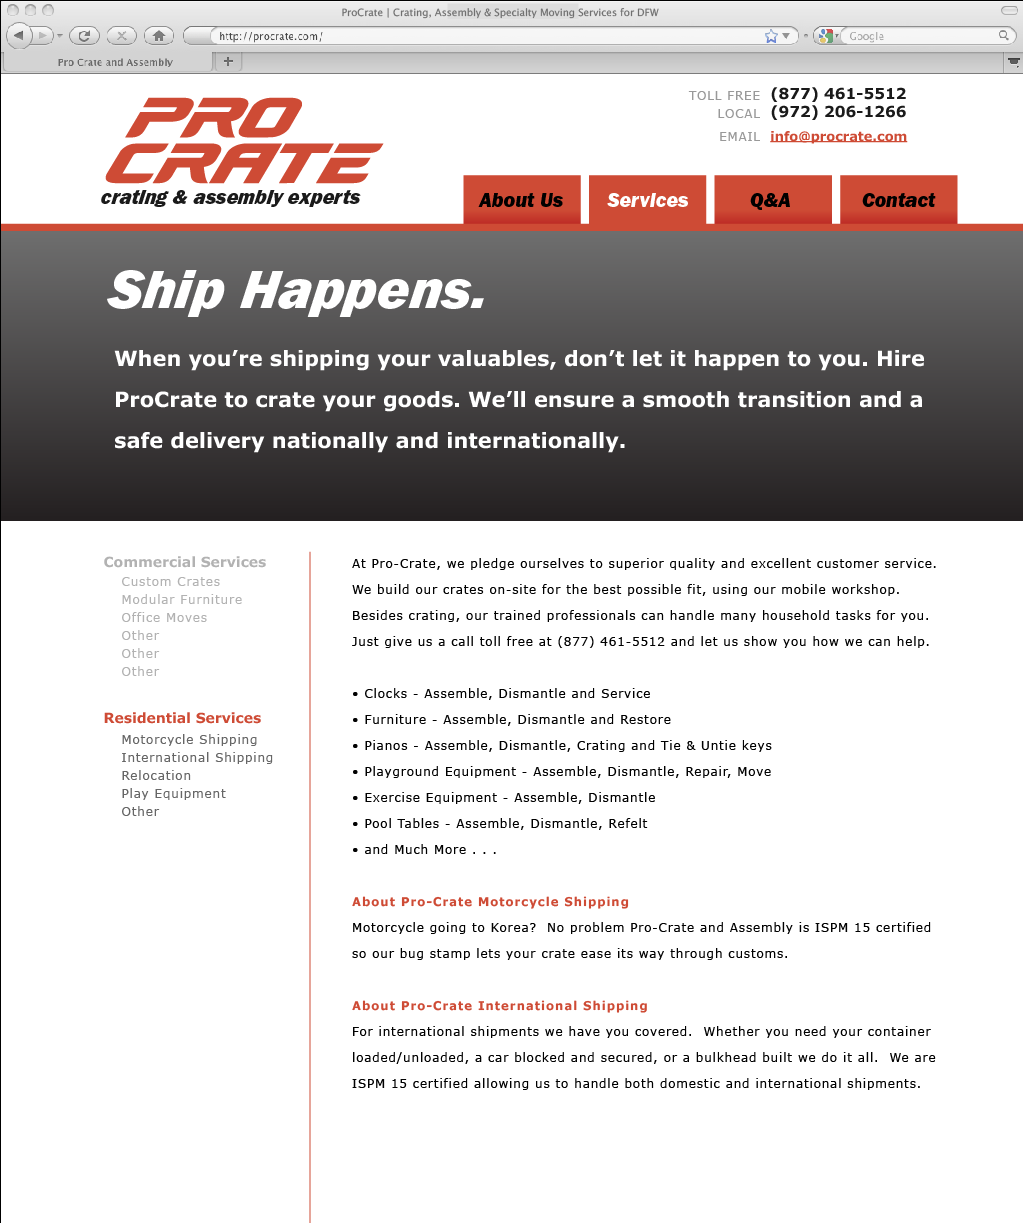 ProCrate | Crating, Assembly & Specialty Moving Services for DFW
http://procrate.com/
Google
Pro Crate and Assembly
TOLL FREE (877) 461-5512
LOCAL (972) 206-1266
EMAIL info@procrate.com
PRO
CRATE
crating & assembly experts
About Us Services Q&A Contact
Ship Happens.
When you’re shipping your valuables, don’t let it happen to you. Hire
ProCrate to crate your goods. We’ll ensure a smooth transition and a
safe delivery nationally and internationally.
Commercial Services
Custom Crates
Modular Furniture
Office Moves
Other
Other
Other
Residential Services
Motorcycle Shipping
International Shipping
Relocation
Play Equipment
Other
At Pro-Crate, we pledge ourselves to superior quality and excellent customer service.
We build our crates on-site for the best possible fit, using our mobile workshop.
Besides crating, our trained professionals can handle many household tasks for you.
Just give us a call toll free at (877) 461-5512 and let us show you how we can help.
• Clocks - Assemble, Dismantle and Service
• Furniture - Assemble, Dismantle and Restore
• Pianos - Assemble, Dismantle, Crating and Tie & Untie keys
• Playground Equipment - Assemble, Dismantle, Repair, Move
• Exercise Equipment - Assemble, Dismantle
• Pool Tables - Assemble, Dismantle, Refelt
• and Much More . . .
About Pro-Crate Motorcycle Shipping
Motorcycle going to Korea?  No problem Pro-Crate and Assembly is ISPM 15 certified
so our bug stamp lets your crate ease its way through customs.
About Pro-Crate International Shipping
For international shipments we have you covered.  Whether you need your container
loaded/unloaded, a car blocked and secured, or a bulkhead built we do it all.  We are
ISPM 15 certified allowing us to handle both domestic and international shipments.